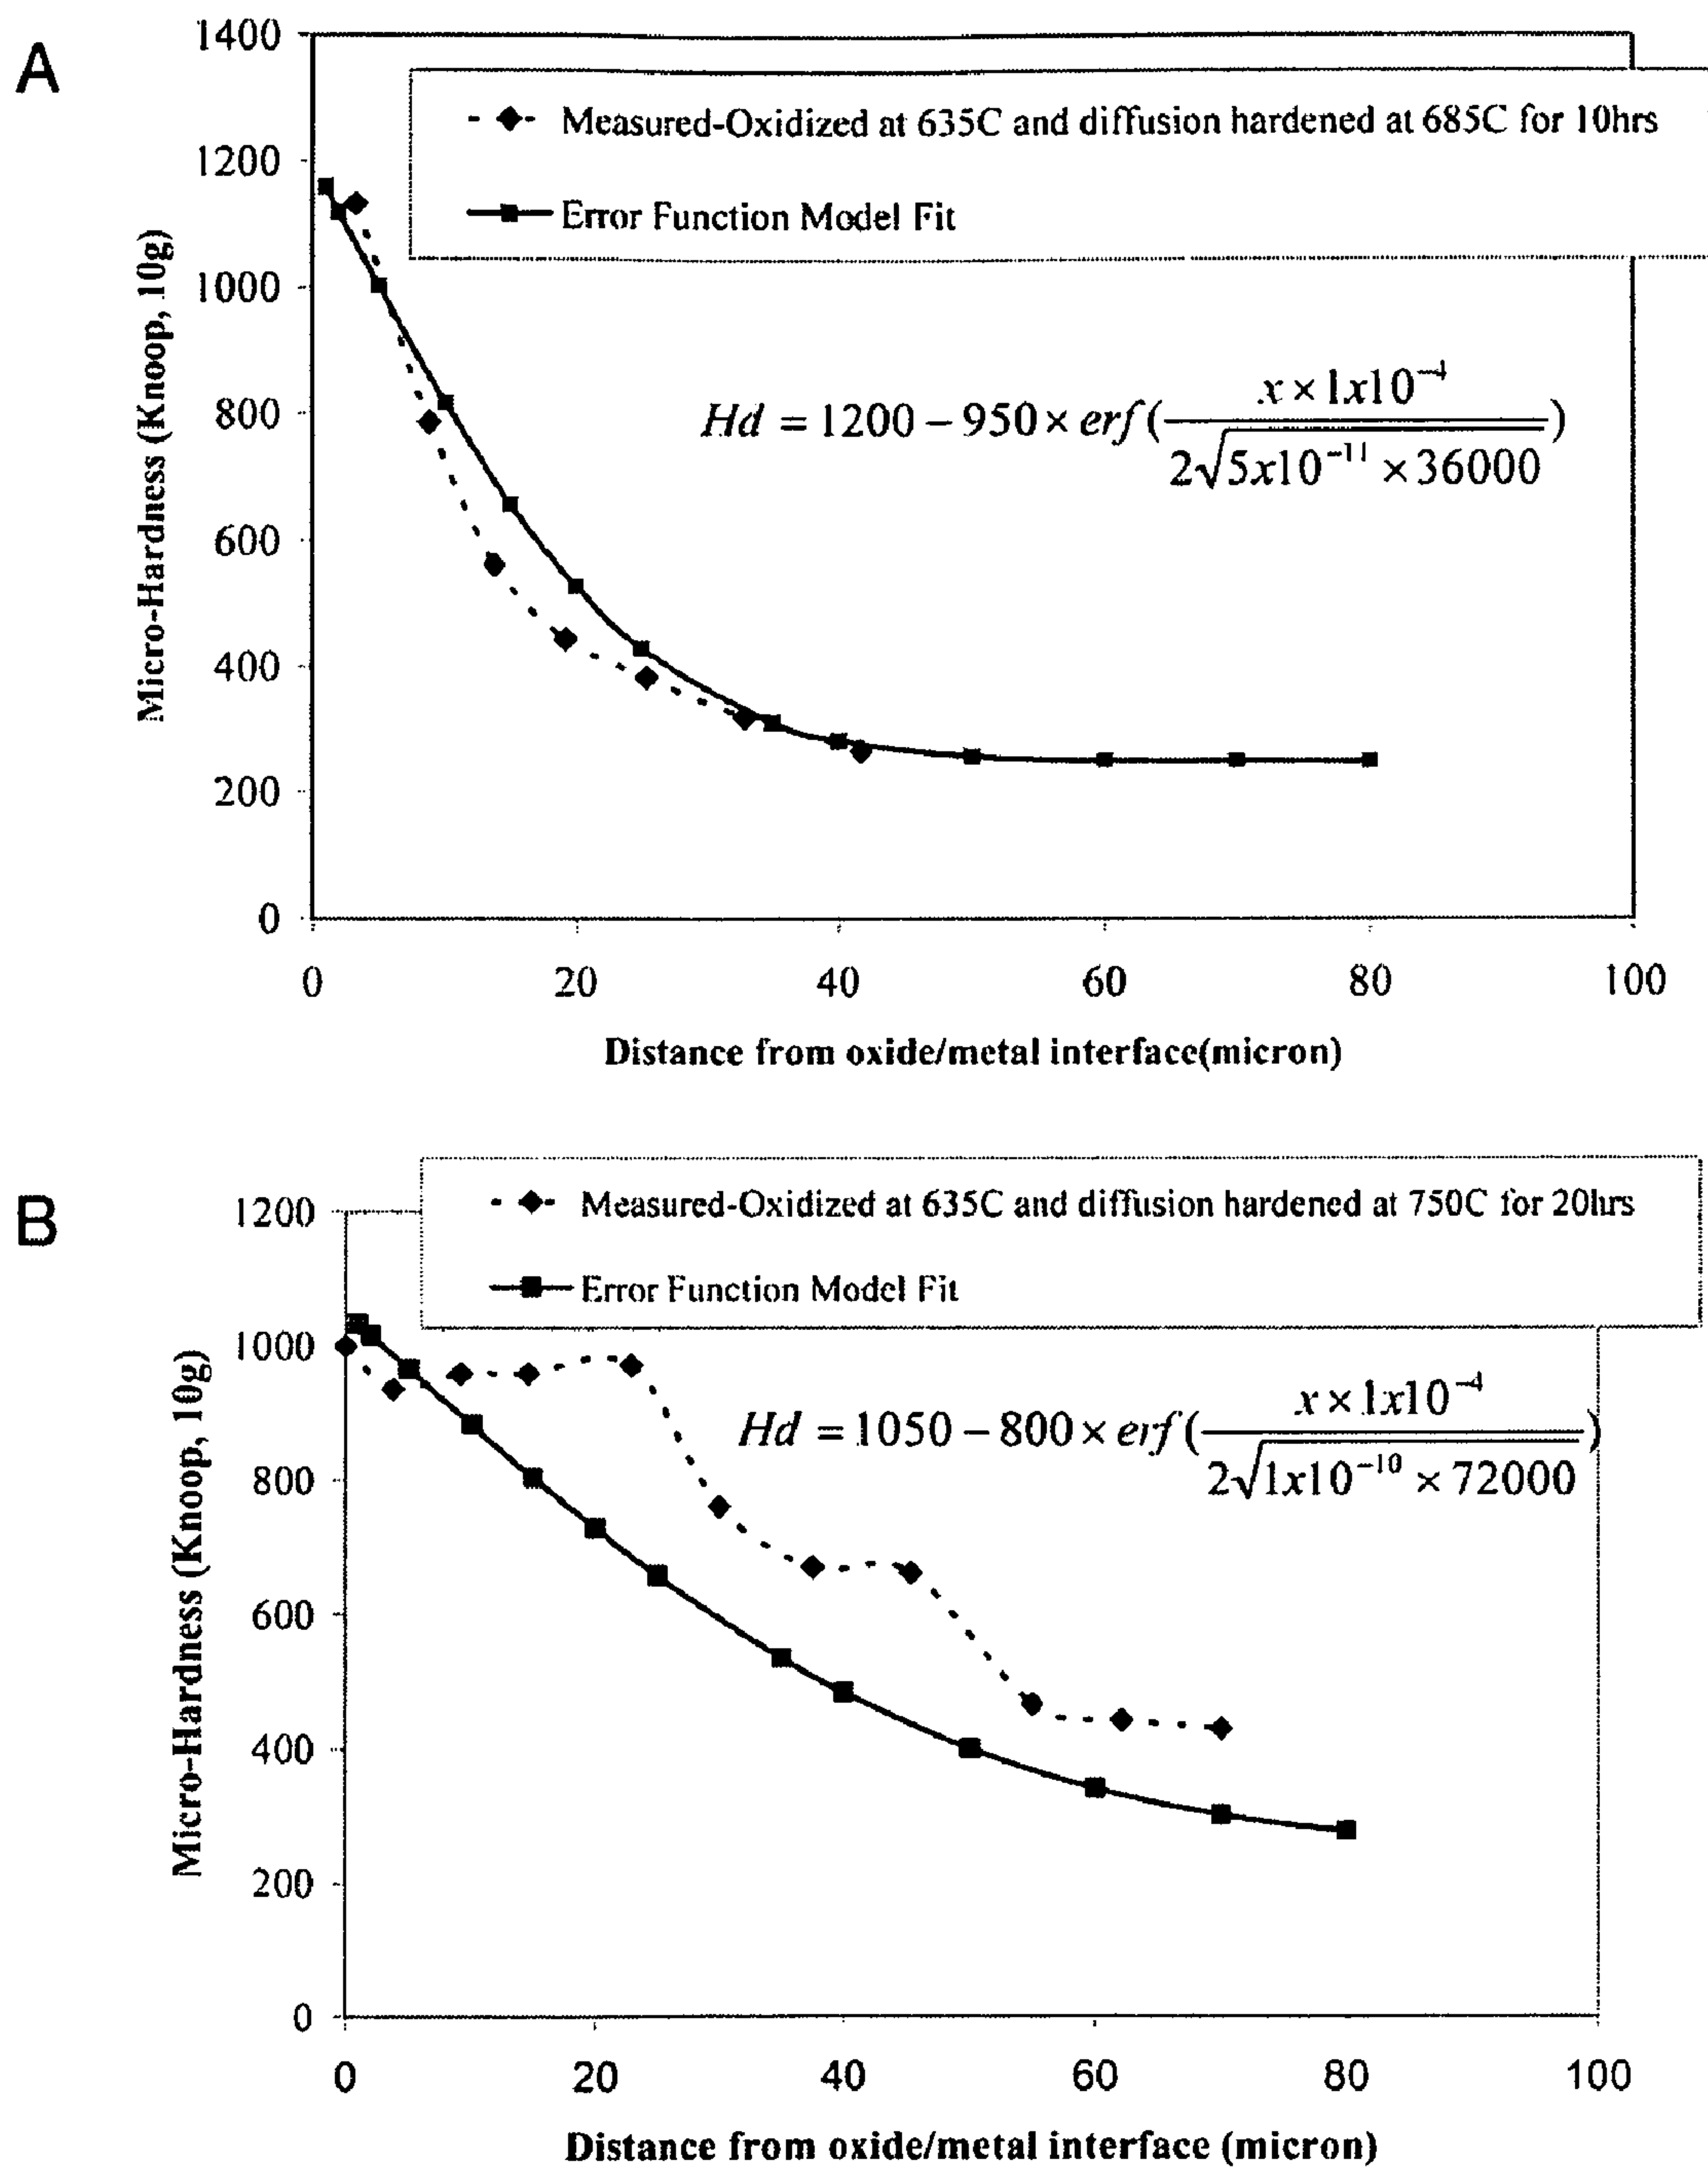 A
1400
1200
1000
800
600
400
200
0
Micro-Hardness (Knoop, 10g)
Measured-Oxidized at 635C and diffusion hardened at 685C for 10hrs
Error Function Model Fit
Hd = 1200 – 950 × erf ( x × 1x10⁻⁴ / 2√5x10⁻¹¹ × 36000 )
0 20 40 60 80 100
Distance from oxide/metal interface(micron)
B
1200
1000
800
600
400
200
0
Micro-Hardness (Knoop, 10g)
Measured-Oxidized at 635C and diffusion hardened at 750C for 20hrs
Error Function Model Fit
Hd = 1050 – 800 × erf ( x × 1x10⁻⁴ / 2√1x10⁻¹⁰ × 72000 )
0 20 40 60 80 100
Distance from oxide/metal interface (micron)